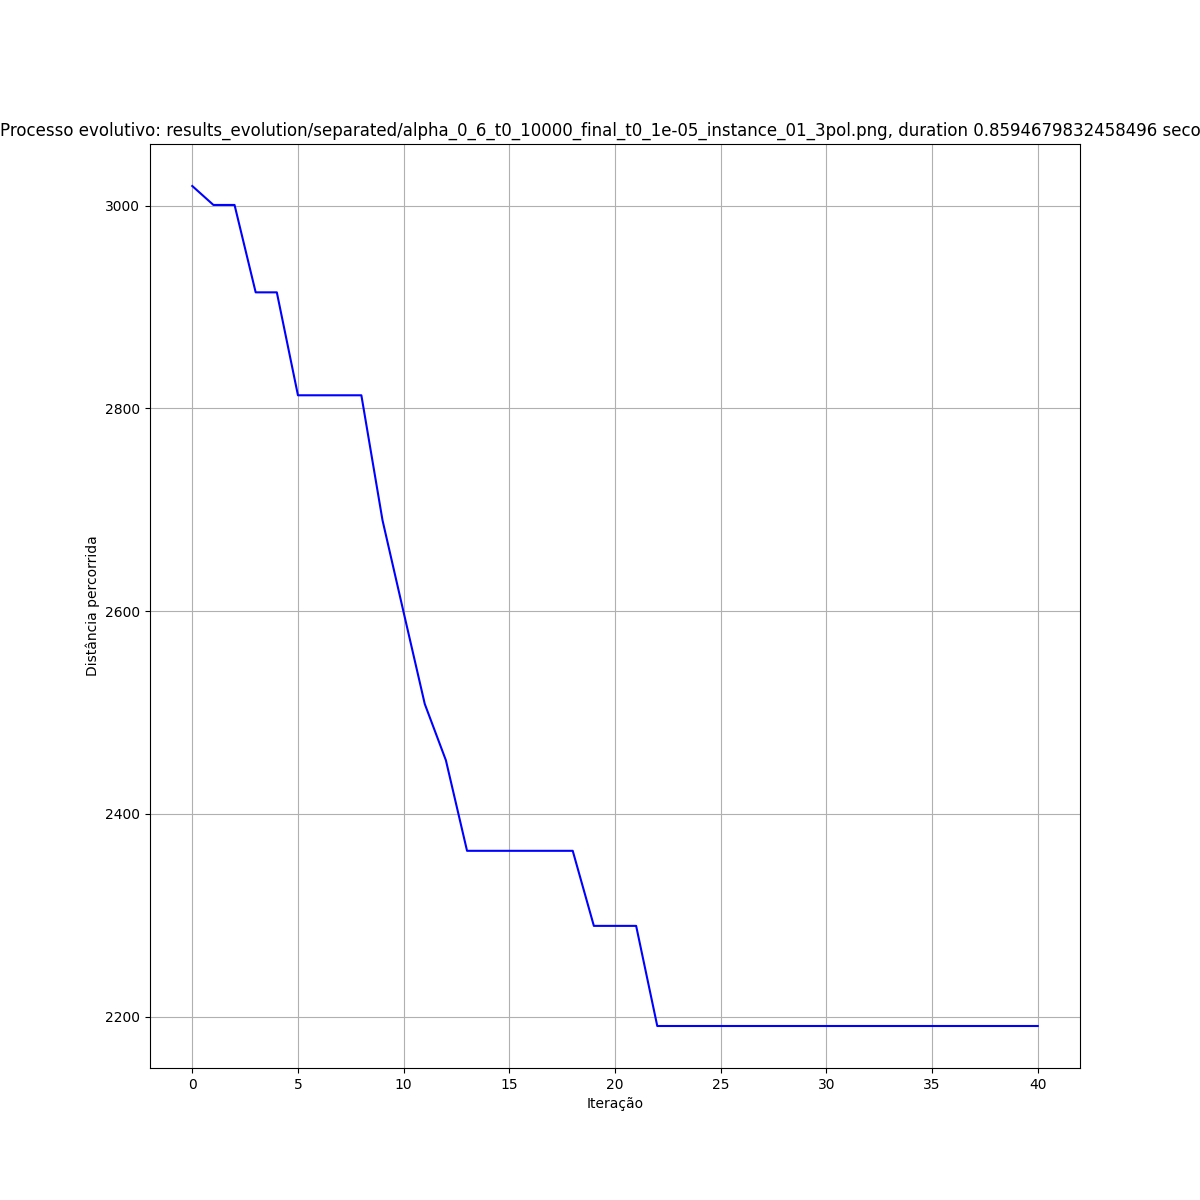 Processo evolutivo: results_evolution/separated/alpha_0_6_t0_10000_final_t0_1e-05_instance_01_3pol.png, duration 0.8594679832458496 seco
3000
2800
2600
2400
2200
Distância percorrida
0 5 10 15 20 25 30 35 40
Iteração